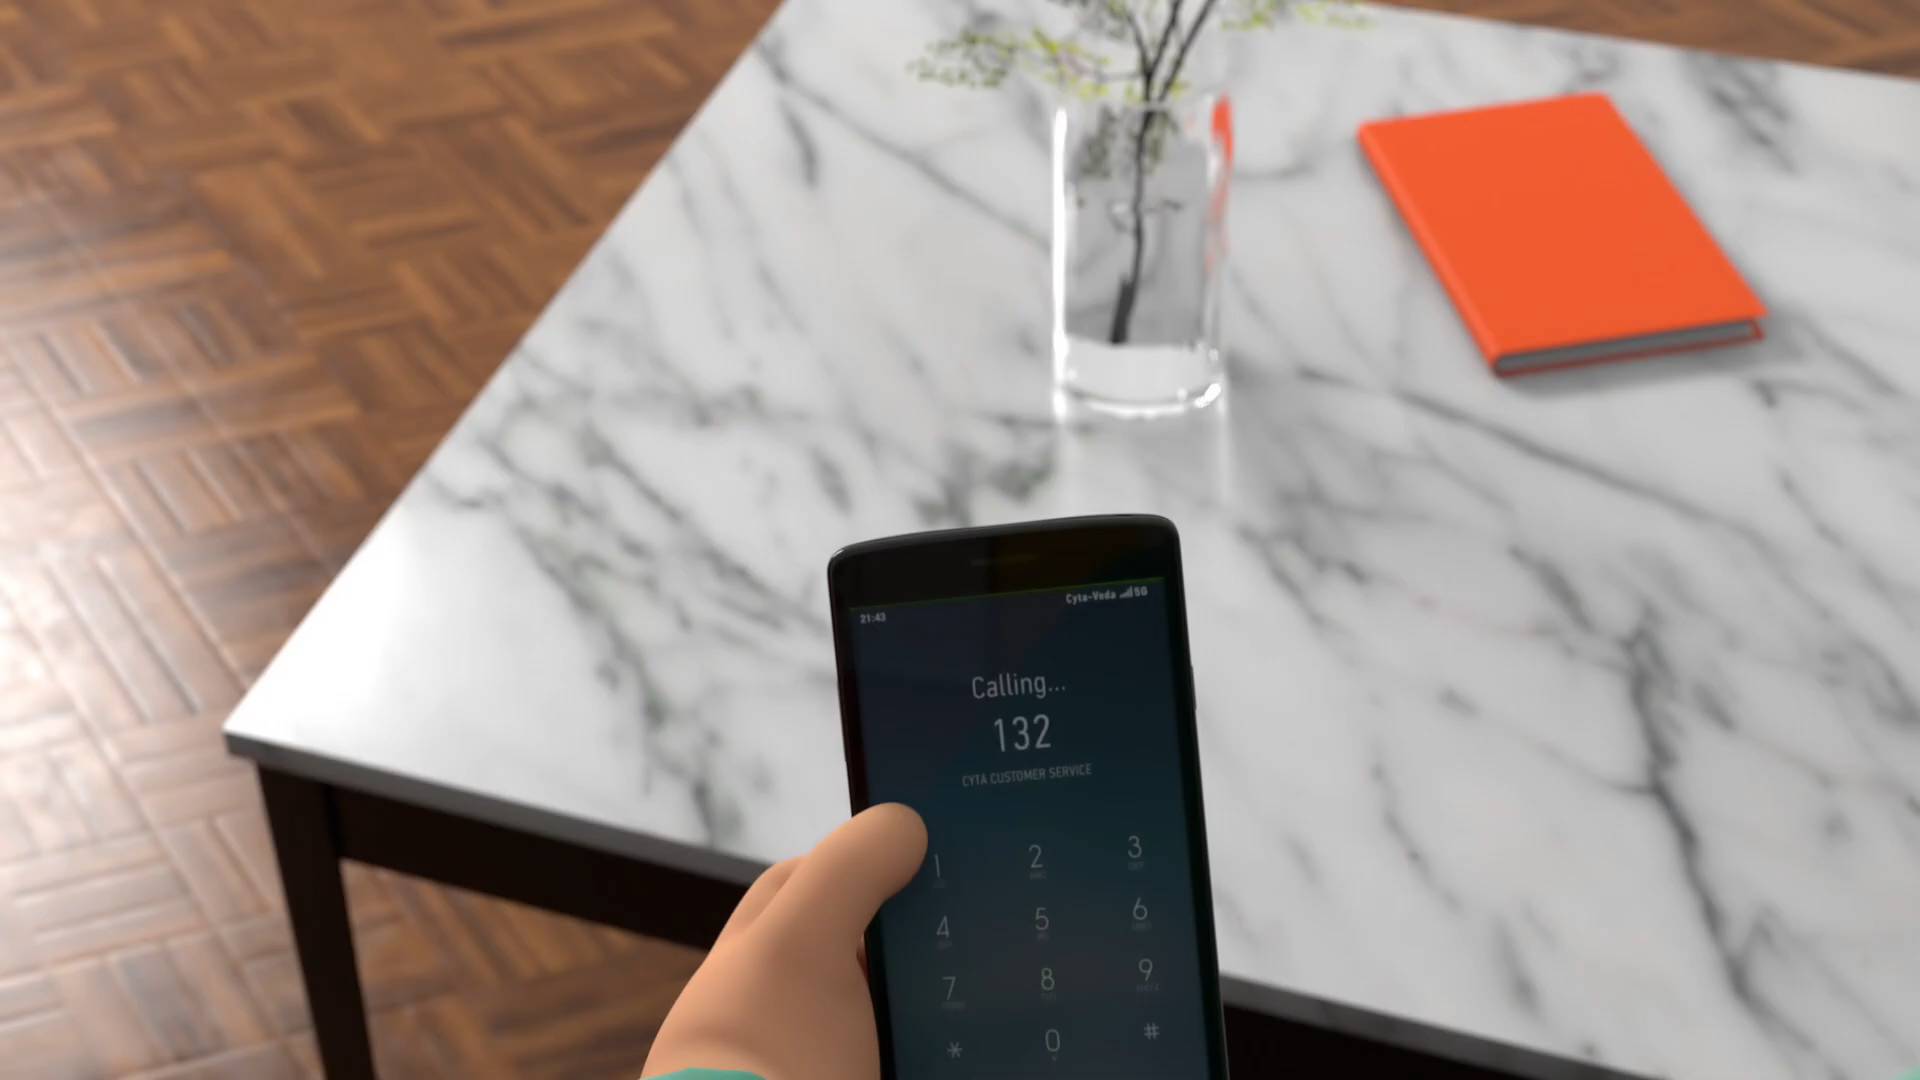 21:43
Cyta-Voda 5G
Calling...
132
CYTA CUSTOMER SERVICE
1 2 3
4 5 6
7 8 9
* 0 #